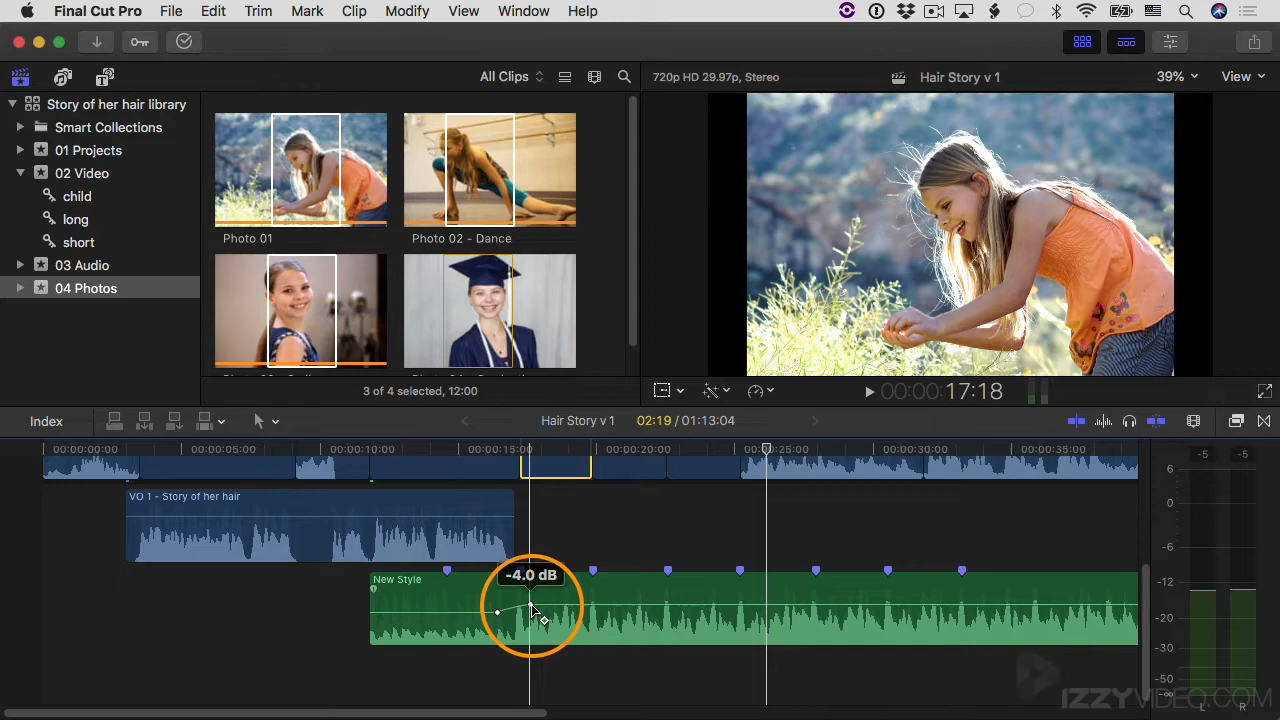 Final Cut Pro File Edit Trim Mark Clip Modify View Window Help
All Clips
720p HD 29.97p, Stereo Hair Story v 1 39% View
Story of her hair library
Smart Collections
01 Projects
02 Video
child
long
short
03 Audio
04 Photos
Photo 01 Photo 02 - Dance
3 of 4 selected, 12:00
00:00:17:18
Index Hair Story v 1 02:19 / 01:13:04
00:00:00:00 00:00:05:00 00:00:10:00 00:00:15:00 00:00:20:00 00:00:25:00 00:00:30:00 00:00:35:00
-5 -5
6
0
-6
-12
-20
-30
-50
-∞
L R
VO 1 - Story of her hair
-4.0 dB
New Style
IZZYVIDEO.COM